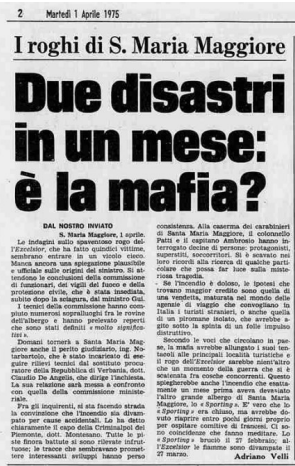 2 Martedì 1 Aprile 1975
I roghi di S. Maria Maggiore
Due disastri
in un mese:
è la mafia?
DAL NOSTRO INVIATO
S. Maria Maggiore, 1 aprile.
Le indagini sullo spaventoso rogo del-
l'Excelsior, che ha fatto quindici vittime,
sembrano entrare in un vicolo cieco.
Manca ancora una spiegazione plausibile
e ufficiale sulle origini del sinistro. Si at-
tendono le conclusioni della commissione
di funzionari, dei vigili del fuoco e della
protezione civile, che è stata insediata,
subito dopo la sciagura, dal ministro Gui.
I tecnici della commissione hanno com-
piuto numerosi sopralluoghi fra le rovine
dell'albergo e hanno prelevato reperti
che sono stati definiti « molto significa-
tivi ».
Domani tornerà a Santa Maria Mag-
giore anche il perito giudiziario, ing. No-
tarbartolo, che è stato incaricato di ese-
guire rilievi tecnici dal sostituto procura-
tore della Repubblica di Verbania, dott.
Claudio De Angelis, che dirige l'inchiesta.
La sua relazione sarà messa a confronto
con quella della commissione ministe-
riale.
Fra gli inquirenti, si sta facendo strada
la convinzione che l'incendio sia divam-
pato per cause accidentali. Lo ha detto
chiaramente il capo della Criminalpol del
Piemonte, dott. Montesano. Tutte le pi-
ste finora battute si sono rilevate infrut-
tuose; le tracce che sembravano promet-
tere interessanti sviluppi hanno perso
consistenza. Alla caserma dei carabinieri
di Santa Maria Maggiore, il colonnello
Patti e il capitano Ambrosio hanno in-
terrogato decine di persone: protagonisti,
superstiti, soccorritori. Si è scavato nei
loro ricordi alla ricerca di qualche parti-
colare che possa far luce sulla miste-
riosa tragedia.
Se l'incendio è doloso, le ipotesi che
trovano maggior credito sono quella di
una vendetta, maturata nel mondo delle
agenzie di viaggio che convogliano in
Italia i turisti stranieri, o anche quella
di un piromane isolato, che avrebbe a-
gito sotto la spinta di un folle impulso
distruttivo.
Secondo le voci che circolano in pae-
se, la mafia avrebbe allungato i suoi ten-
tacoli alle principali località turistiche e
il rogo dell'Excelsior sarebbe nient'altro
che un momento della guerra che si è
scatenata fra cosche concorrenti. Questo
spiegherebbe anche l'incendio che esatta-
mente un mese prima aveva devastato
l'altro grande albergo di Santa Maria
Maggiore, lo « Sporting ». E' vero che lo
« Sporting » era chiuso, ma avrebbe do-
vuto riaprire entro pochi giorni proprio
per ospitare comitive di francesi. Ci so-
no coincidenze che fanno meditare. Lo
« Sporting » bruciò il 27 febbraio; al-
l'Excelsior le fiamme sono divampate il
27 marzo.
Adriano Velli